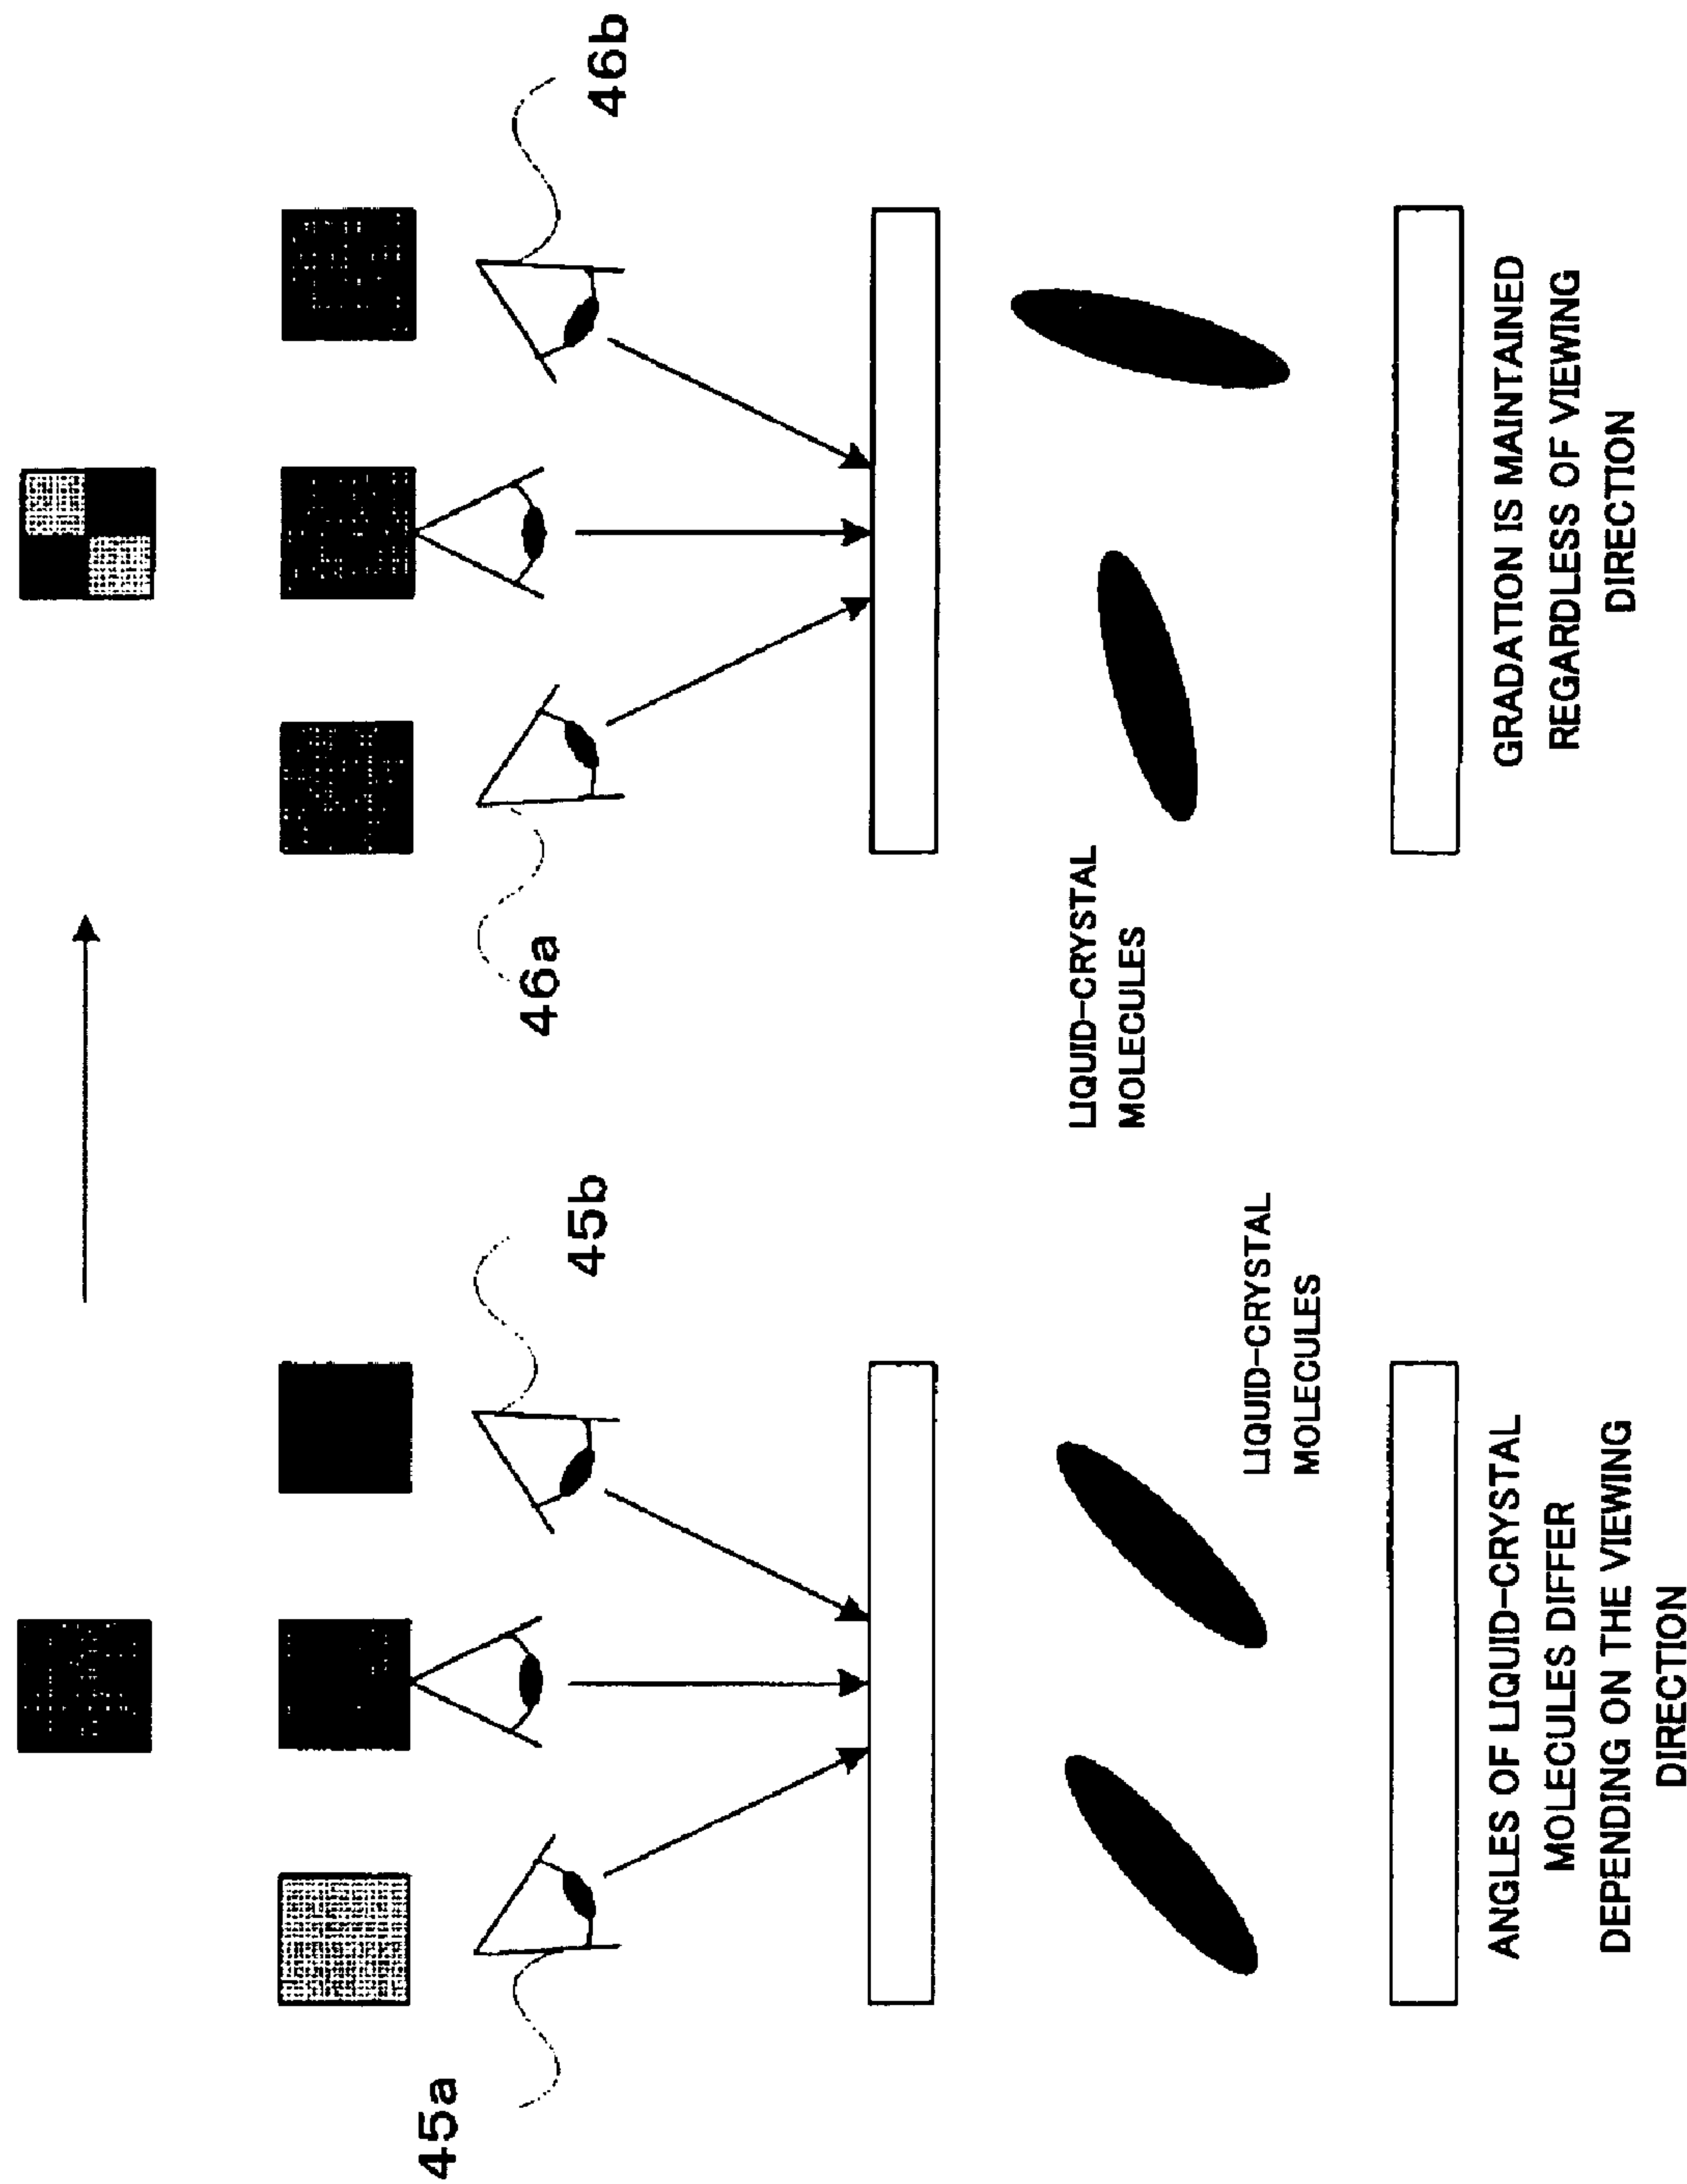 45a
45b
LIQUID-CRYSTAL
MOLECULES
ANGLES OF LIQUID-CRYSTAL
MOLECULES DIFFER
DEPENDING ON THE VIEWING
DIRECTION
46a
46b
LIQUID-CRYSTAL
MOLECULES
GRADATION IS MAINTAINED
REGARDLESS OF VIEWING
DIRECTION